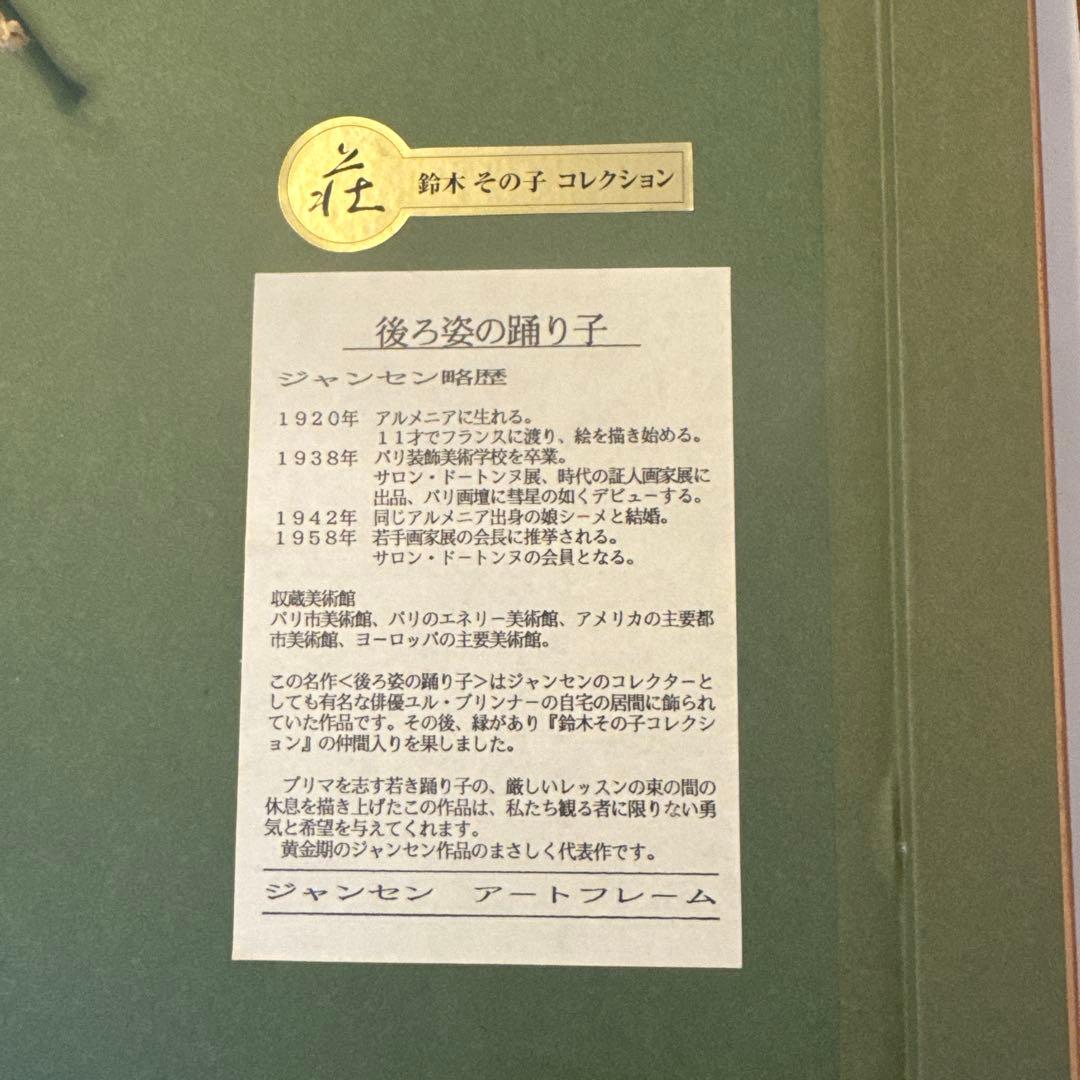 荘 鈴木 その子 コレクション
後ろ姿の踊り子
ジャンセン略歴
1920年 アルメニアに生れる。
11才でフランスに渡り、絵を描き始める。
1938年 パリ装飾美術学校を卒業。
サロン・ドートンヌ展、時代の証人画家展に
出品、パリ画壇に彗星の如くデビューする。
1942年 同じアルメニア出身の娘シーメと結婚。
1958年 若手画家展の会長に推挙される。
サロン・ドートンヌの会員となる。
収蔵美術館
パリ市美術館、パリのエネリー美術館、アメリカの主要都
市美術館、ヨーロッパの主要美術館。
この名作<後ろ姿の踊り子>はジャンセンのコレクターと
しても有名な俳優ユル・ブリンナーの自宅の居間に飾られ
ていた作品です。その後、縁があり『鈴木その子コレクシ
ョン』の仲間入りを果しました。
プリマを志す若き踊り子の、厳しいレッスンの束の間の
休息を描き上げたこの作品は、私たち観る者に限りない勇
気と希望を与えてくれます。
黄金期のジャンセン作品のまさしく代表作です。
ジャンセン アートフレーム